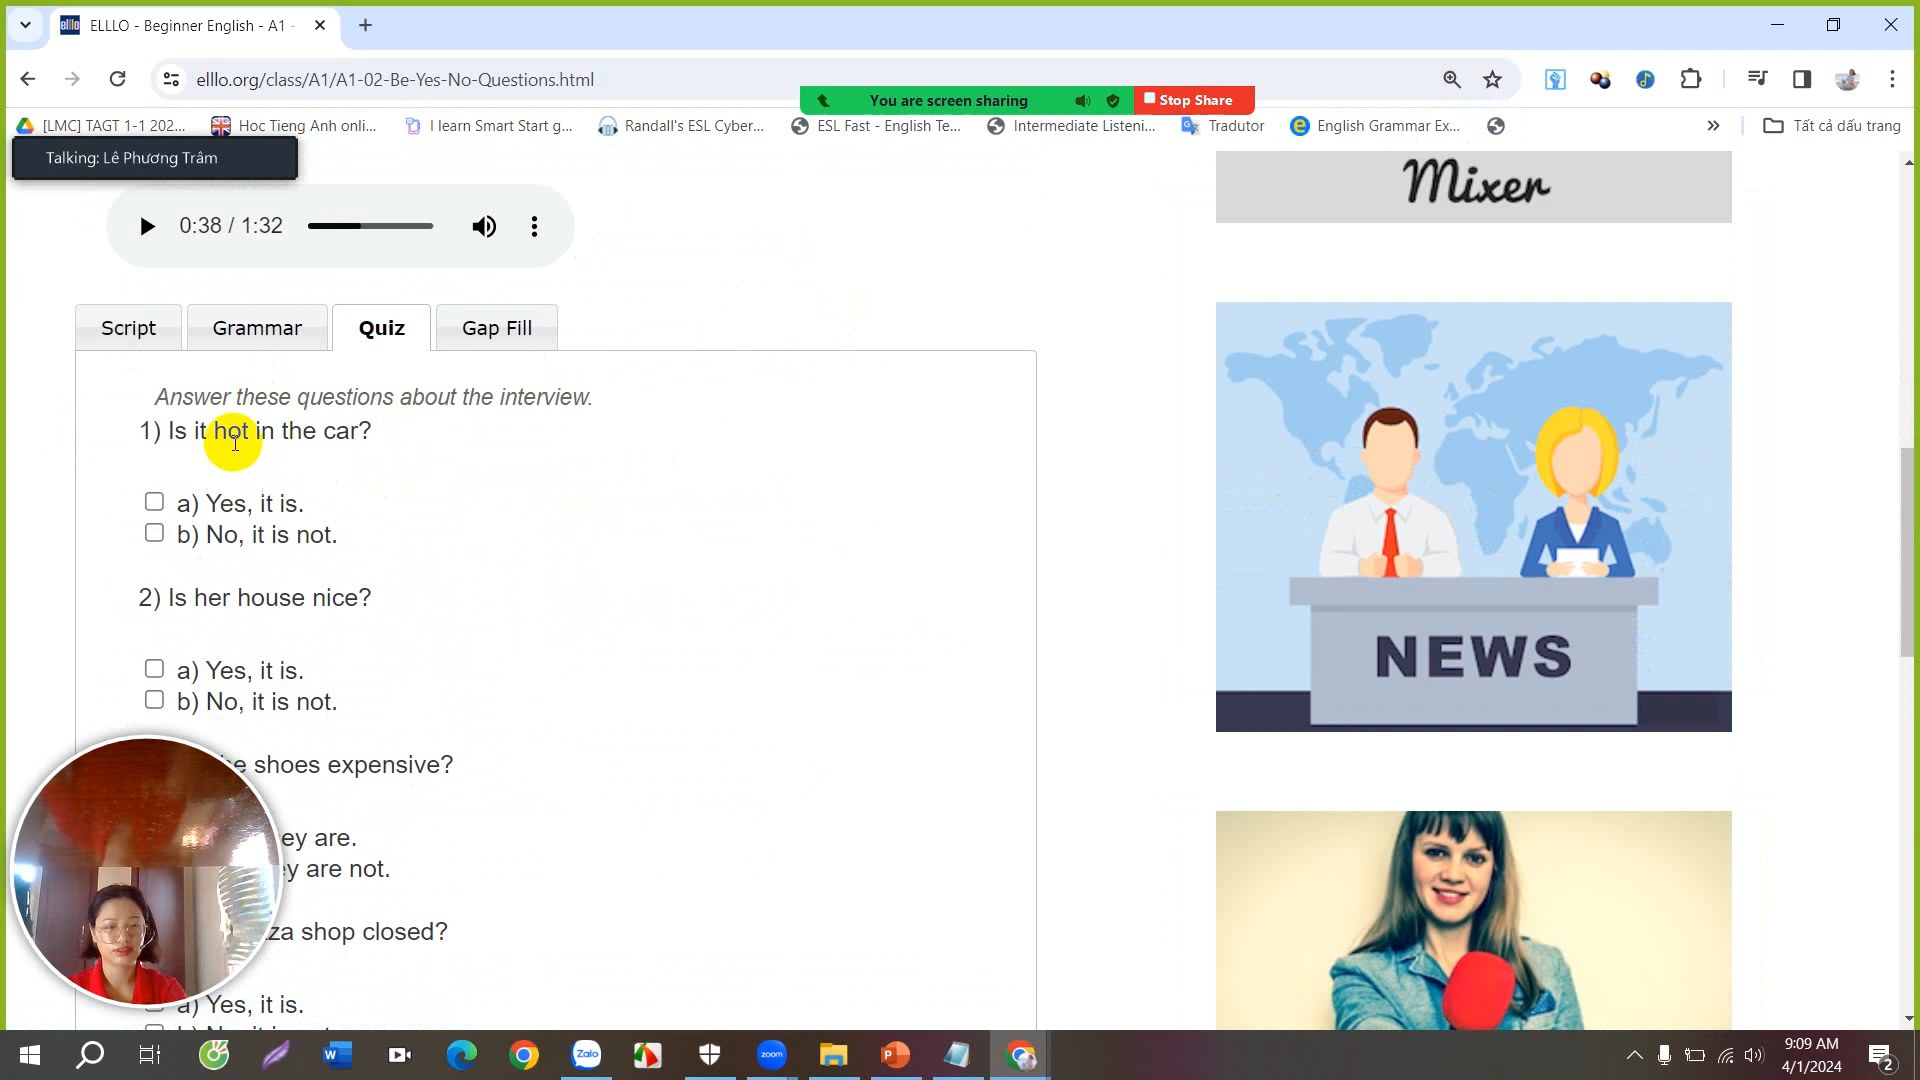 ELLLO - Beginner English - A1 -
elllo.org/class/A1/A1-02-Be-Yes-No-Questions.html
You are screen sharing
Stop Share
[LMC] TAGT 1-1 202...
Hoc Tieng Anh onli...
I learn Smart Start g...
Randall's ESL Cyber...
ESL Fast - English Te...
Intermediate Listeni...
Tradutor
English Grammar Ex...
Tất cả dấu trang
Talking: Lê Phương Trâm
Mixer
0:38 / 1:32
Script
Grammar
Quiz
Gap Fill
Answer these questions about the interview.
1) Is it hot in the car?
a) Yes, it is.
b) No, it is not.
2) Is her house nice?
a) Yes, it is.
b) No, it is not.
shoes expensive?
ey are.
ey are not.
za shop closed?
a) Yes, it is.
NEWS
elllo
W
Zalo
zoom
P
9:09 AM
4/1/2024
2